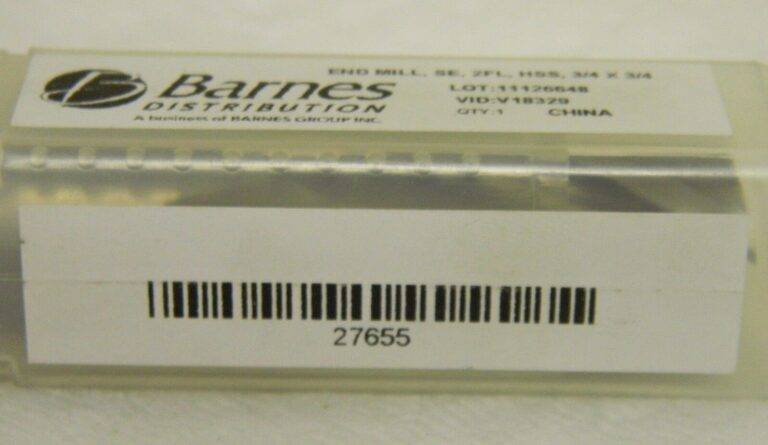 END MILL, SE, 2FL, HSS, 3/4 X 3/4
Barnes
DISTRIBUTION
A business of BARNES GROUP INC.
LOT:11126648
VID:V18329
QTY:1 CHINA
27655